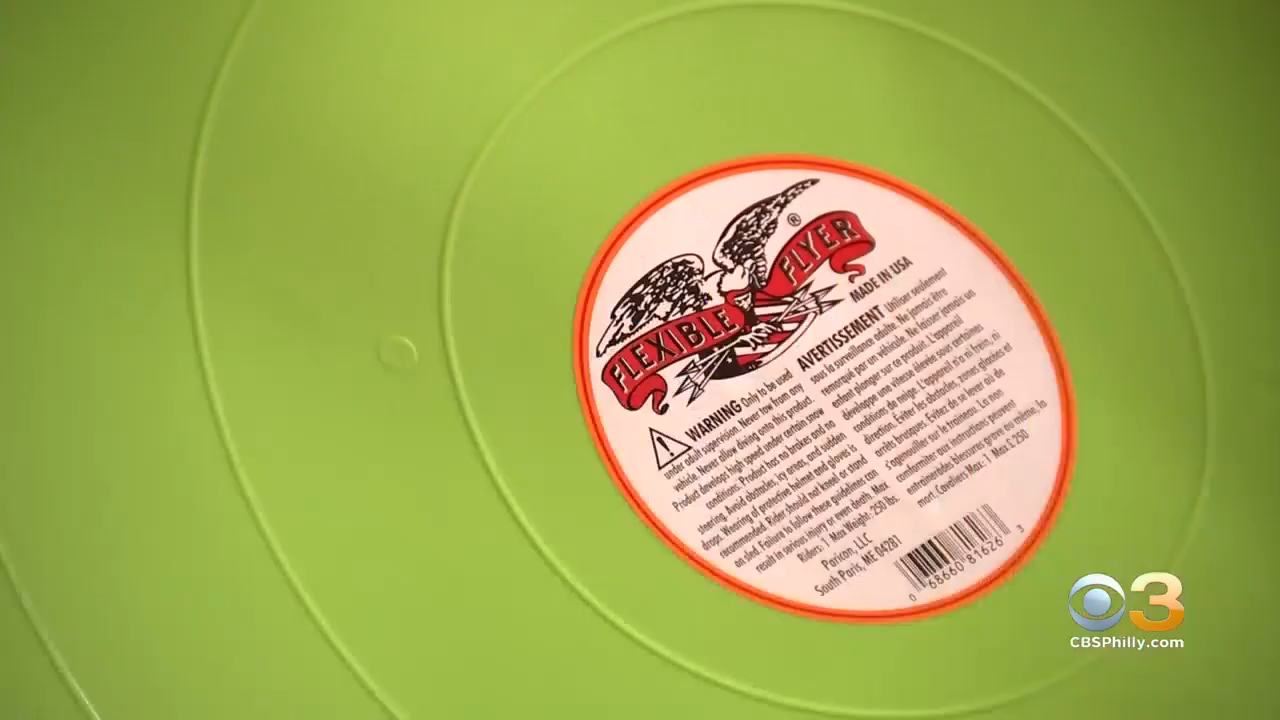 FLEXIBLE FLYER ®
MADE IN USA
WARNING Only to be used
under adult supervision. Never tow from any
vehicle. Never allow diving onto this product.
Product develops high speed under certain snow
conditions. Product has no brakes and no
steering. Avoid obstacles, icy areas, and sudden
drops. Wearing of protective helmet and gloves is
recommended. Rider should not kneel or stand
on sled. Failure to follow these guidelines can
result in serious injury or even death. Max
Riders: 1 Max Weight: 250 lbs.
Paricon, LLC
South Paris, ME 04281
AVERTISSEMENT Utiliser seulement
sous la surveillance adulte. Ne jamais être
remorqué par un véhicule. Ne laisser jamais un
enfant plonger sur ce produit. L'appareil
développe une vitesse élevée sous certaines
conditions de neige. L'appareil n'a ni frein, ni
direction. Eviter les obstacles, zones glacées et
arrêts brusques. Evitez de se lever ou de
s'agenouiller sur le traineau. La non
conformite aux instructions peuvent
entrainer des blessures grave ou même, la
mort. Cavaliers Max: 1 Max £ 250
0 68660 81626 3
3
CBSPhilly.com